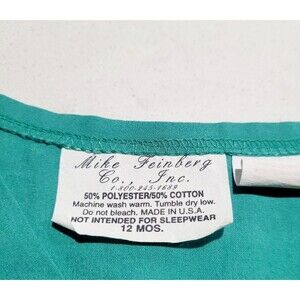 Mike Feinberg
Co., Inc.
1-800-245-1689
50% POLYESTER/50% COTTON
Machine wash warm. Tumble dry low.
Do not bleach. MADE IN U.S.A.
NOT INTENDED FOR SLEEPWEAR
12 MOS.